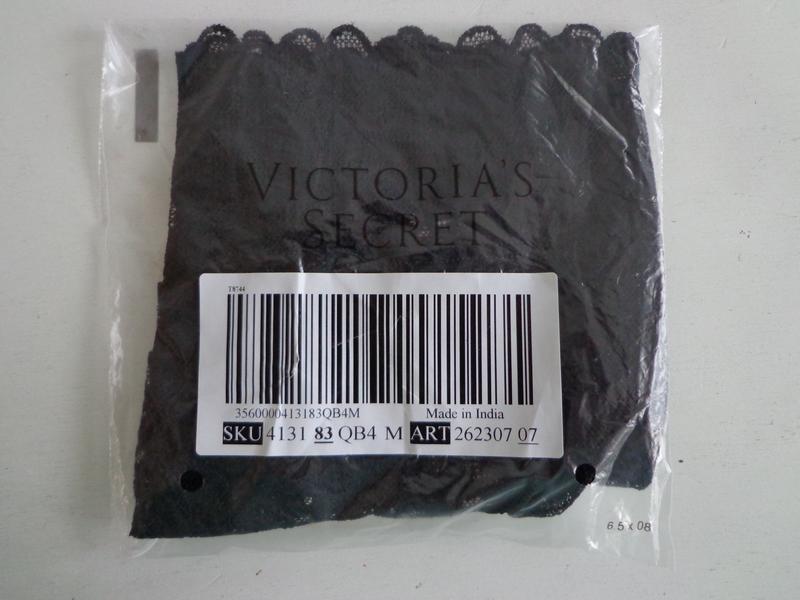 VICTORIA'S
SECRET
T8744
3560000413183QB4M Made in India
SKU 4131 83 QB4 M ART 262307 07
6.5 x 08